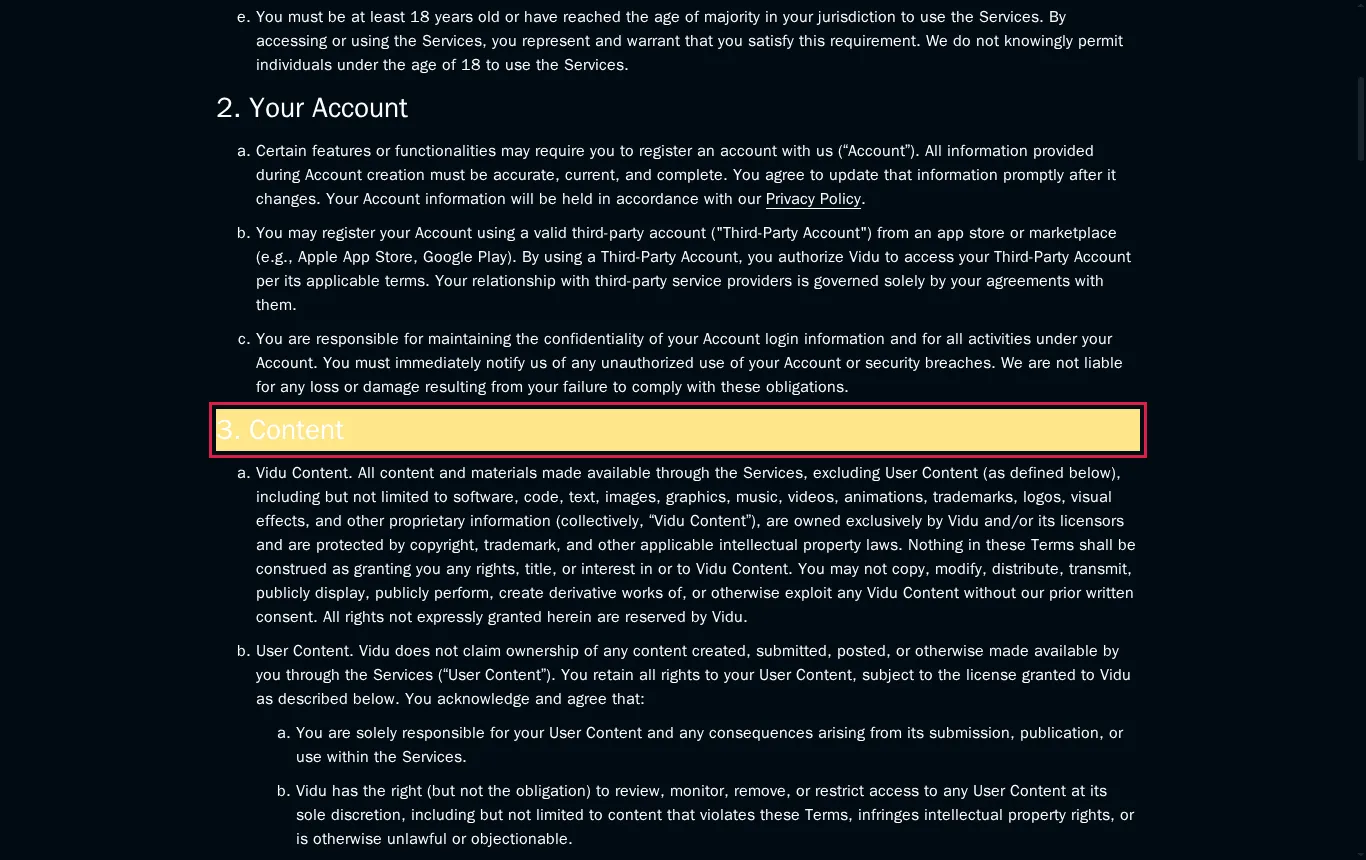 e. You must be at least 18 years old or have reached the age of majority in your jurisdiction to use the Services. By
accessing or using the Services, you represent and warrant that you satisfy this requirement. We do not knowingly permit
individuals under the age of 18 to use the Services.
2. Your Account
a. Certain features or functionalities may require you to register an account with us (“Account”). All information provided
during Account creation must be accurate, current, and complete. You agree to update that information promptly after it
changes. Your Account information will be held in accordance with our Privacy Policy.
b. You may register your Account using a valid third-party account ("Third-Party Account") from an app store or marketplace
(e.g., Apple App Store, Google Play). By using a Third-Party Account, you authorize Vidu to access your Third-Party Account
per its applicable terms. Your relationship with third-party service providers is governed solely by your agreements with
them.
c. You are responsible for maintaining the confidentiality of your Account login information and for all activities under your
Account. You must immediately notify us of any unauthorized use of your Account or security breaches. We are not liable
for any loss or damage resulting from your failure to comply with these obligations.
3. Content
a. Vidu Content. All content and materials made available through the Services, excluding User Content (as defined below),
including but not limited to software, code, text, images, graphics, music, videos, animations, trademarks, logos, visual
effects, and other proprietary information (collectively, “Vidu Content”), are owned exclusively by Vidu and/or its licensors
and are protected by copyright, trademark, and other applicable intellectual property laws. Nothing in these Terms shall be
construed as granting you any rights, title, or interest in or to Vidu Content. You may not copy, modify, distribute, transmit,
publicly display, publicly perform, create derivative works of, or otherwise exploit any Vidu Content without our prior written
consent. All rights not expressly granted herein are reserved by Vidu.
b. User Content. Vidu does not claim ownership of any content created, submitted, posted, or otherwise made available by
you through the Services (“User Content”). You retain all rights to your User Content, subject to the license granted to Vidu
as described below. You acknowledge and agree that:
a. You are solely responsible for your User Content and any consequences arising from its submission, publication, or
use within the Services.
b. Vidu has the right (but not the obligation) to review, monitor, remove, or restrict access to any User Content at its
sole discretion, including but not limited to content that violates these Terms, infringes intellectual property rights, or
is otherwise unlawful or objectionable.